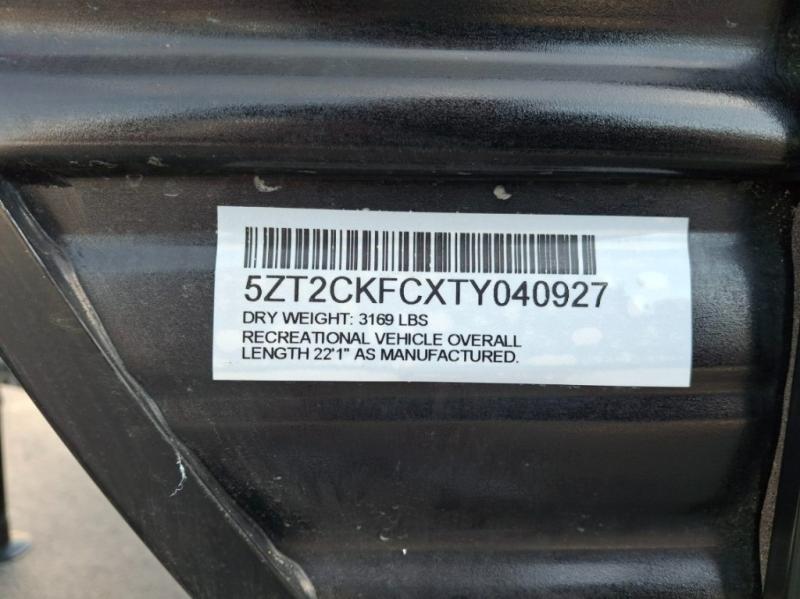 5ZT2CKFCXTY040927
DRY WEIGHT: 3169 LBS
RECREATIONAL VEHICLE OVERALL
LENGTH 22'1" AS MANUFACTURED.